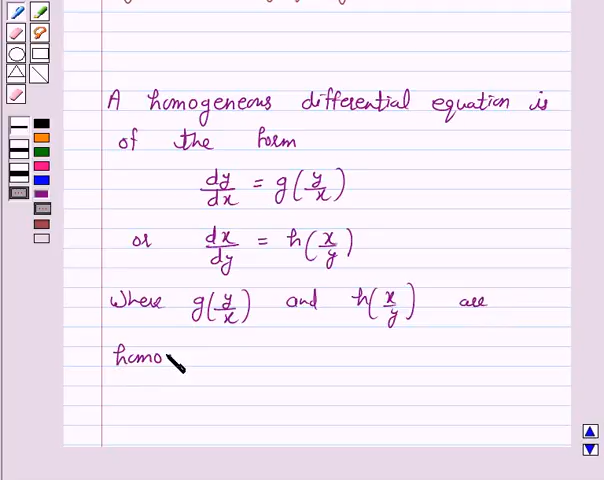 A homogeneous differential equation is
of the form
dy/dx = g(y/x)
or dx/dy = h(x/y)
Where g(y/x) and h(x/y) are
homo